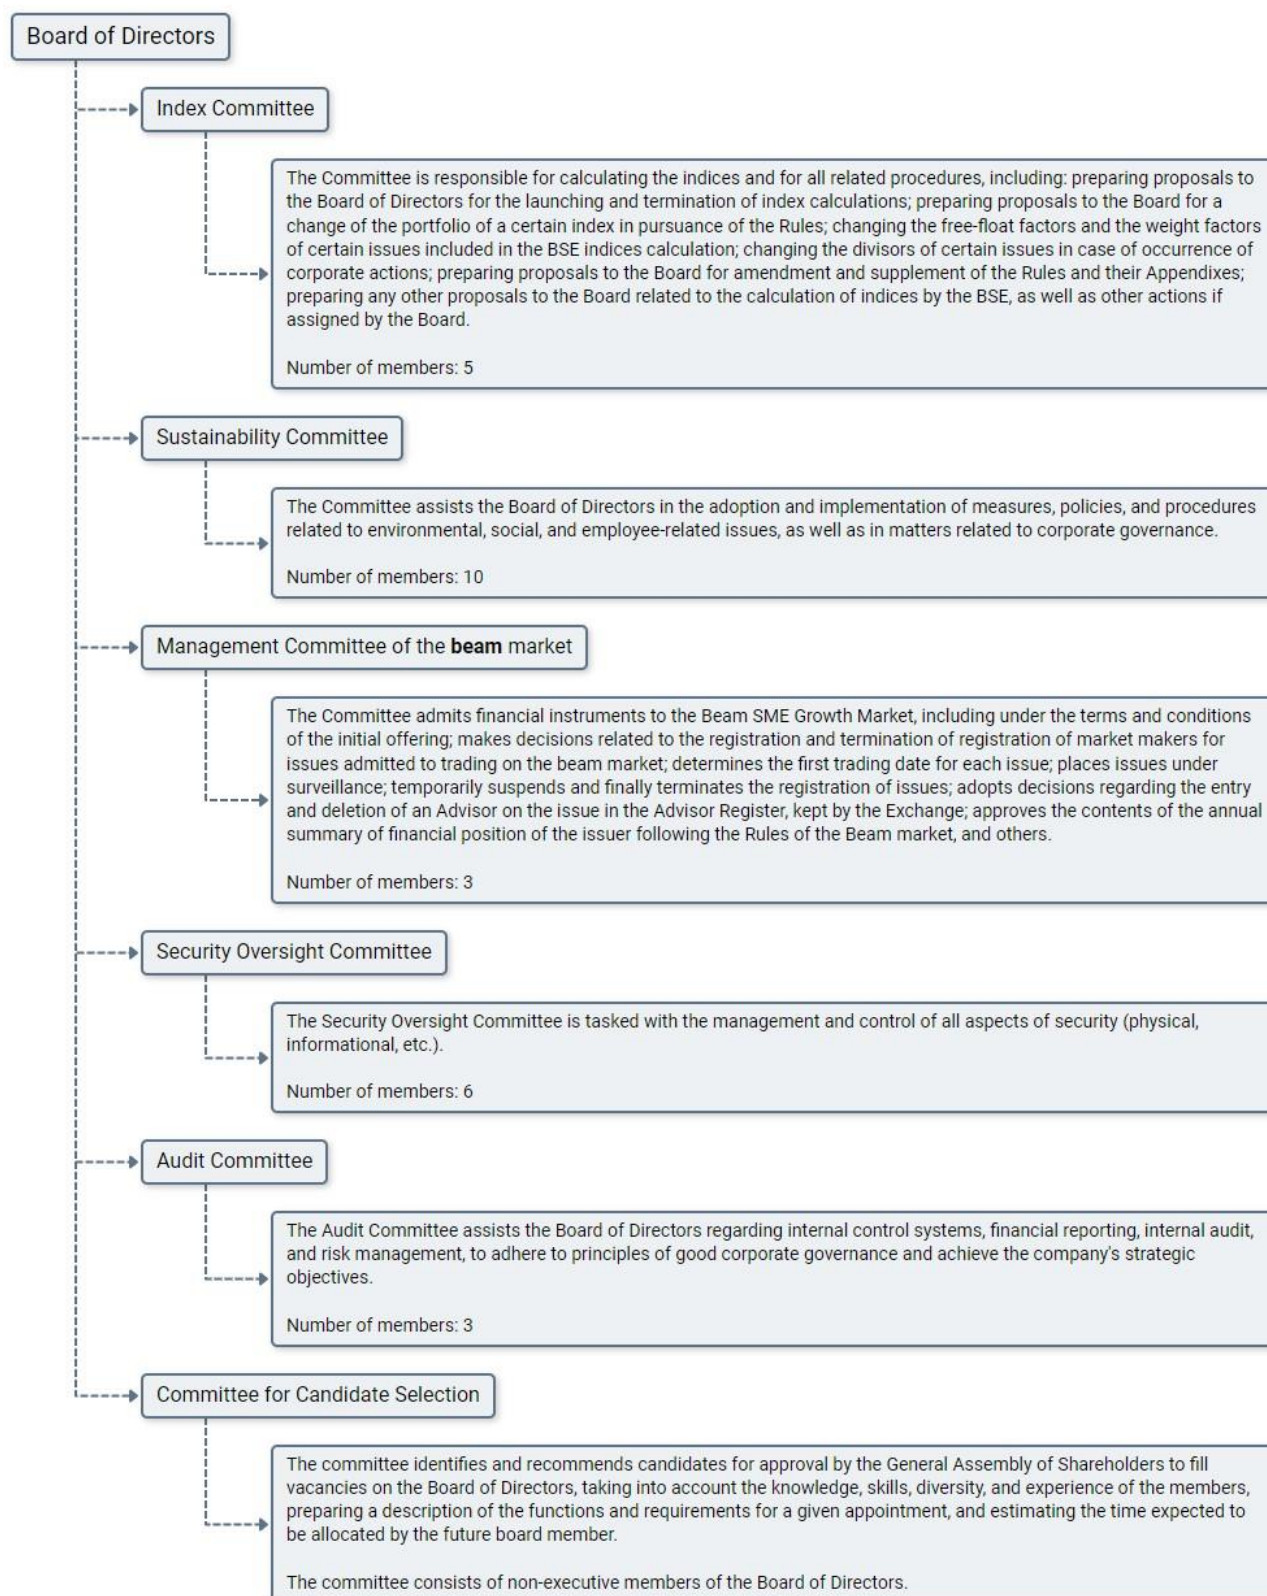 Board of Directors
Index Committee
The Committee is responsible for calculating the indices and for all related procedures, including: preparing proposals to
the Board of Directors for the launching and termination of index calculations; preparing proposals to the Board for a
change of the portfolio of a certain index in pursuance of the Rules; changing the free-float factors and the weight factors
of certain issues included in the BSE indices calculation; changing the divisors of certain issues in case of occurrence of
corporate actions; preparing proposals to the Board for amendment and supplement of the Rules and their Appendixes;
preparing any other proposals to the Board related to the calculation of indices by the BSE, as well as other actions if
assigned by the Board.
Number of members: 5
Sustainability Committee
The Committee assists the Board of Directors in the adoption and implementation of measures, policies, and procedures
related to environmental, social, and employee-related issues, as well as in matters related to corporate governance.
Number of members: 10
Management Committee of the beam market
The Committee admits financial instruments to the Beam SME Growth Market, including under the terms and conditions
of the initial offering; makes decisions related to the registration and termination of registration of market makers for
issues admitted to trading on the beam market; determines the first trading date for each issue; places issues under
surveillance; temporarily suspends and finally terminates the registration of issues; adopts decisions regarding the entry
and deletion of an Advisor on the issue in the Advisor Register, kept by the Exchange; approves the contents of the annual
summary of financial position of the issuer following the Rules of the Beam market, and others.
Number of members: 3
Security Oversight Committee
The Security Oversight Committee is tasked with the management and control of all aspects of security (physical,
informational, etc.).
Number of members: 6
Audit Committee
The Audit Committee assists the Board of Directors regarding internal control systems, financial reporting, internal audit,
and risk management, to adhere to principles of good corporate governance and achieve the company's strategic
objectives.
Number of members: 3
Committee for Candidate Selection
The committee identifies and recommends candidates for approval by the General Assembly of Shareholders to fill
vacancies on the Board of Directors, taking into account the knowledge, skills, diversity, and experience of the members,
preparing a description of the functions and requirements for a given appointment, and estimating the time expected to
be allocated by the future board member.
The committee consists of non-executive members of the Board of Directors.